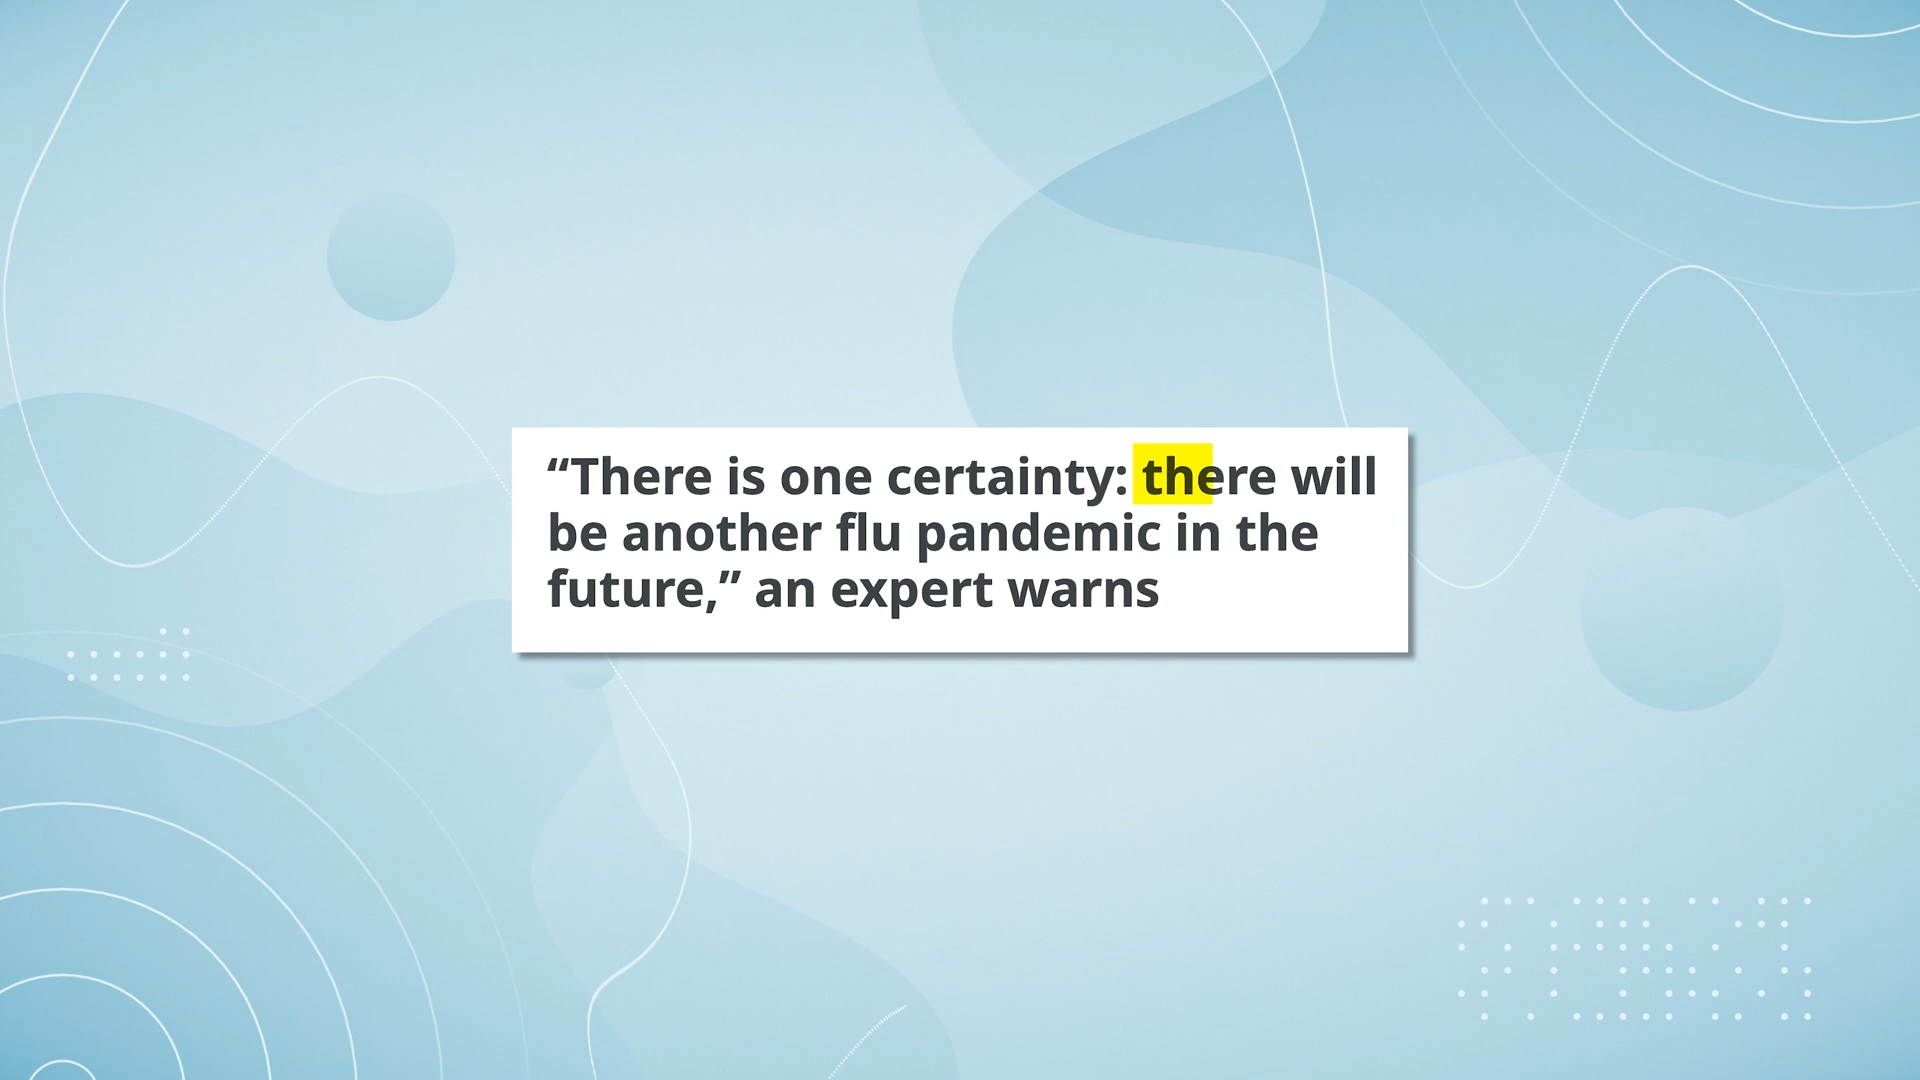 “There is one certainty: there will
be another flu pandemic in the
future,” an expert warns